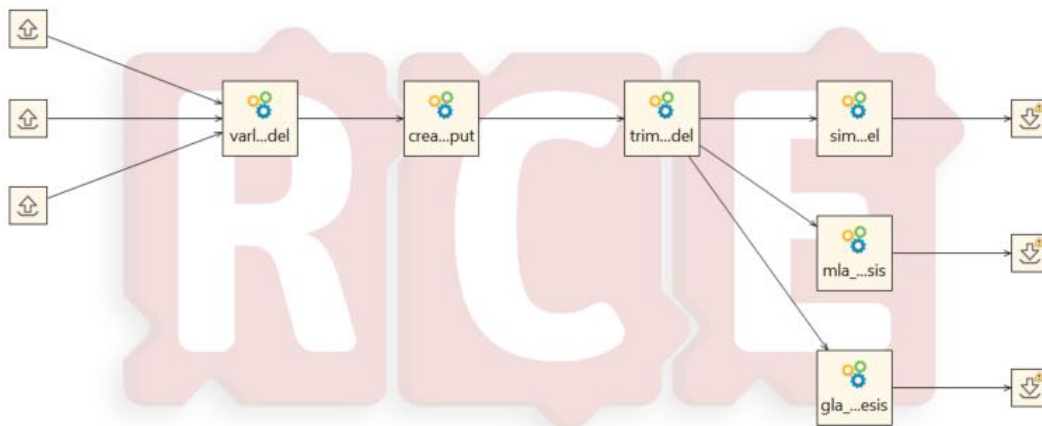 RCE
varl...del
crea...put
trim...del
sim...el
mla_...sis
gla_...esis